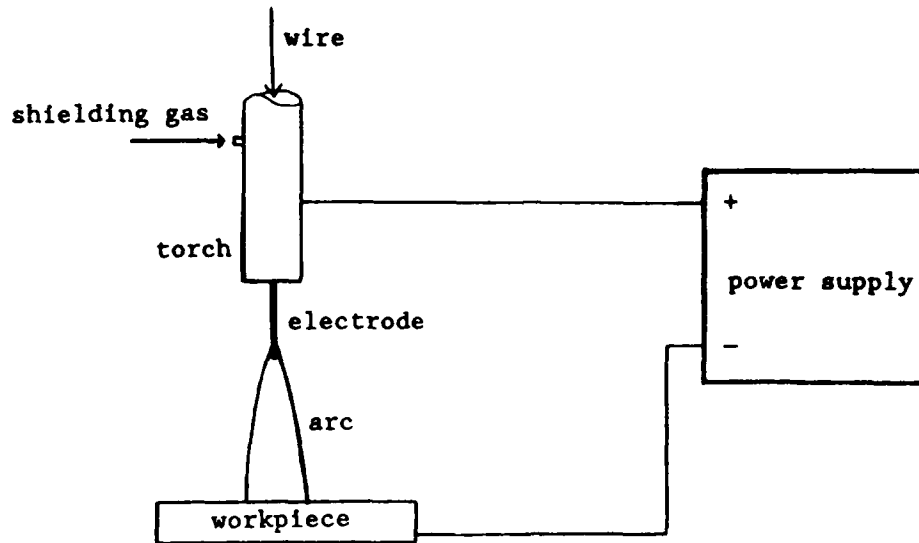 wire
shielding gas
+
torch
power supply
electrode
−
arc
workpiece